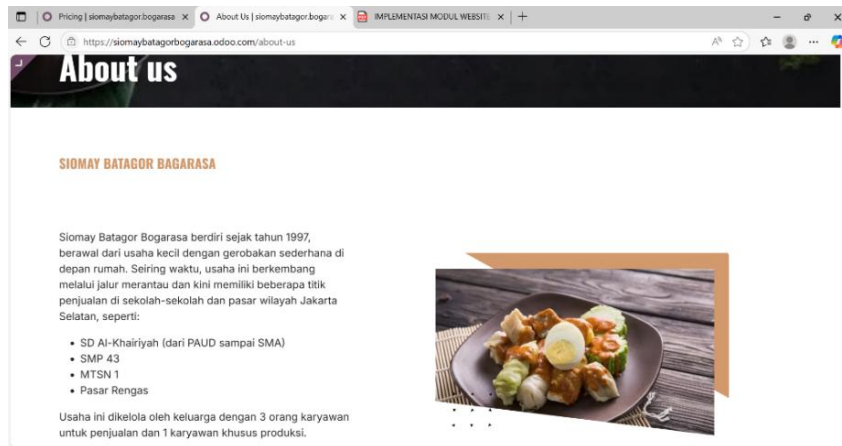 Pricing | siomaybatagor.bogarasa
About Us | siomaybatagor.bogara
IMPLEMENTASI MODUL WEBSITE
https://siomaybatagorbogarasa.odoo.com/about-us
About us
SIOMAY BATAGOR BAGARASA
Siomay Batagor Bogarasa berdiri sejak tahun 1997,
berawal dari usaha kecil dengan gerobakan sederhana di
depan rumah. Seiring waktu, usaha ini berkembang
melalui jalur merantau dan kini memiliki beberapa titik
penjualan di sekolah-sekolah dan pasar wilayah Jakarta
Selatan, seperti:
• SD Al-Khairiyah (dari PAUD sampai SMA)
• SMP 43
• MTSN 1
• Pasar Rengas
Usaha ini dikelola oleh keluarga dengan 3 orang karyawan
untuk penjualan dan 1 karyawan khusus produksi.